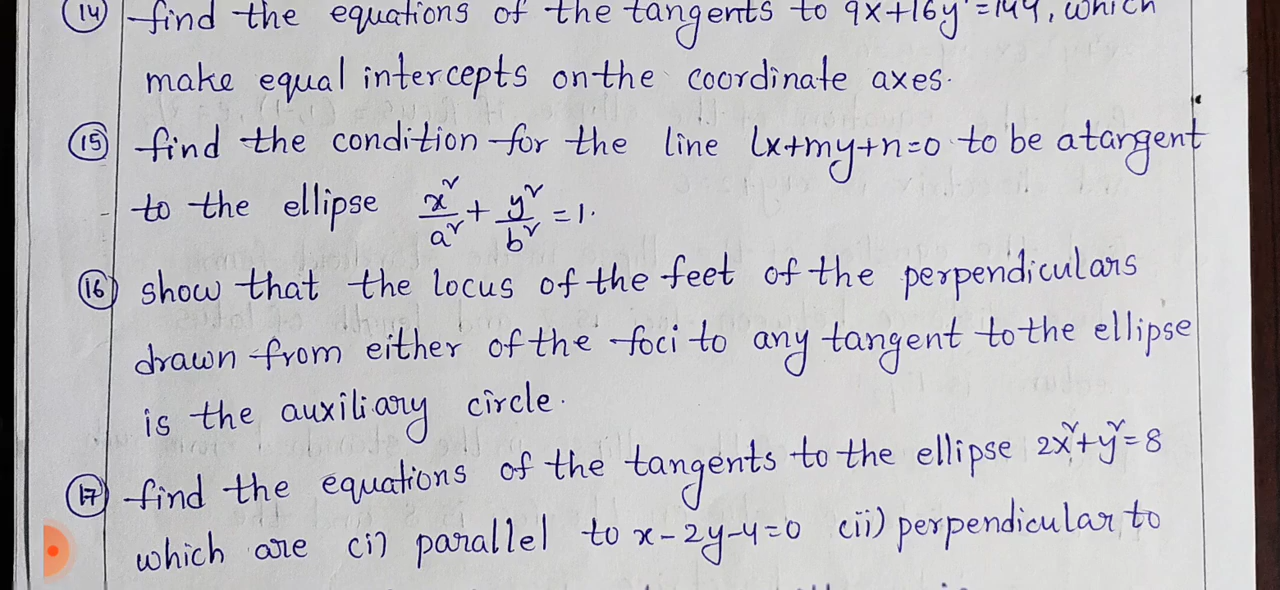 (14) find the equations of the tangents to 9x+16y²=144, which
make equal intercepts on the coordinate axes.
(15) find the condition for the line lx+my+n=0 to be a tangent
to the ellipse x²/a² + y²/b² = 1.
(16) show that the locus of the feet of the perpendiculars
drawn from either of the foci to any tangent to the ellipse
is the auxiliary circle.
(17) find the equations of the tangents to the ellipse 2x²+y²=8
which are (i) parallel to x-2y-4=0 (ii) perpendicular to